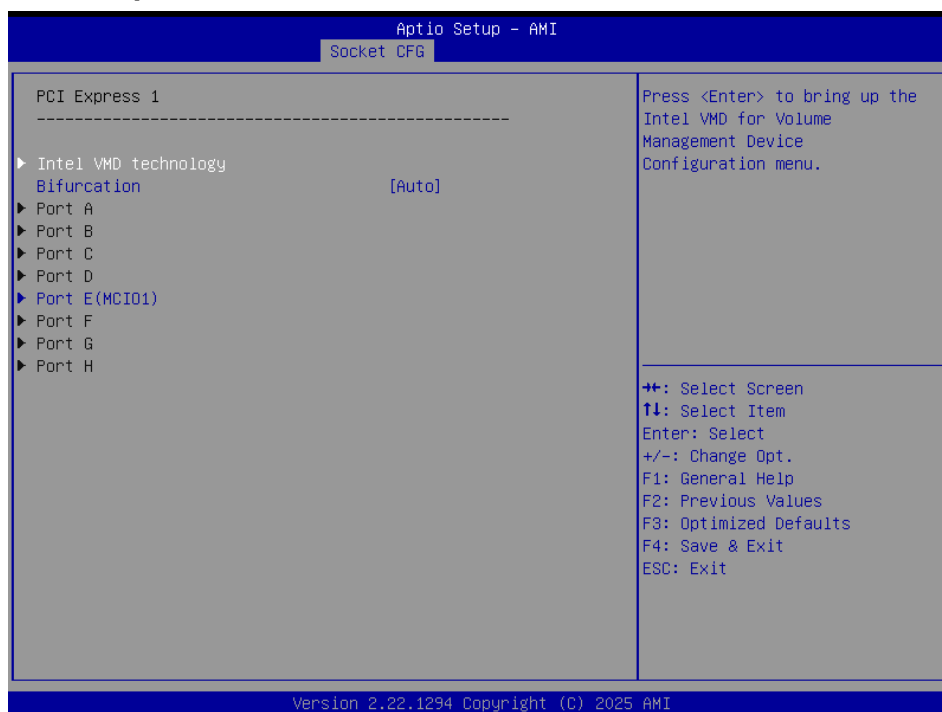 Aptio Setup – AMI
Socket CFG
PCI Express 1
--------------------------------------------------
Intel VMD technology
Bifurcation [Auto]
Port A
Port B
Port C
Port D
Port E(MCIO1)
Port F
Port G
Port H
Press <Enter> to bring up the
Intel VMD for Volume
Management Device
Configuration menu.
→←: Select Screen
↑↓: Select Item
Enter: Select
+/-: Change Opt.
F1: General Help
F2: Previous Values
F3: Optimized Defaults
F4: Save & Exit
ESC: Exit
Version 2.22.1294 Copyright (C) 2025 AMI